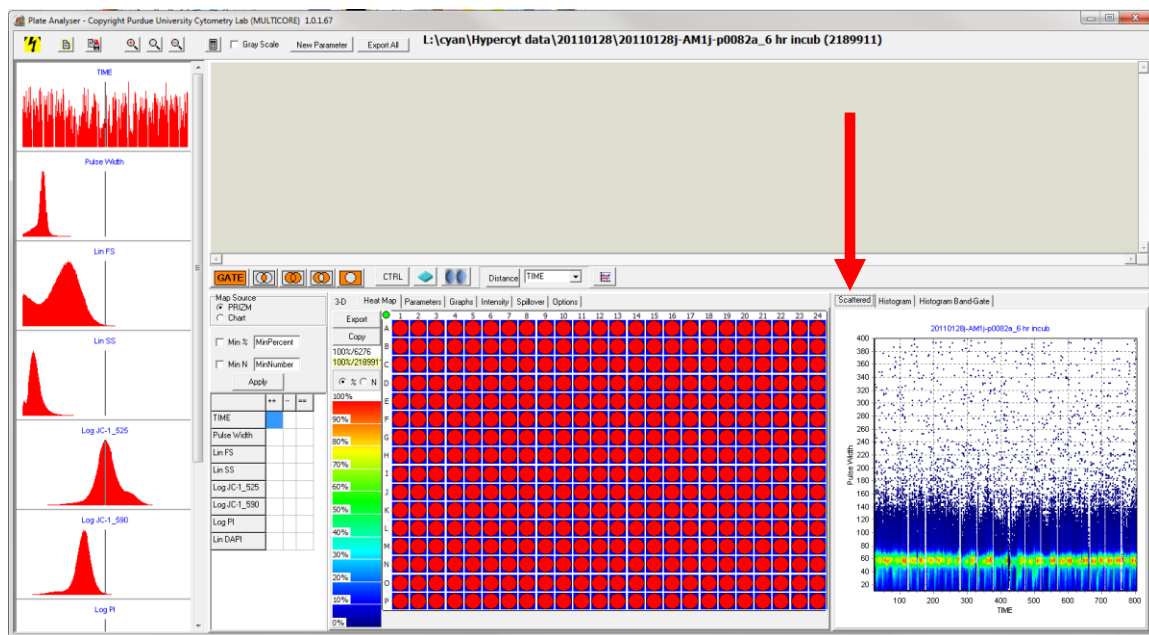 Plate Analyser - Copyright Purdue University Cytometry Lab (MULTICORE) 1.0.1.67
Gray Scale New Parameter Export All L:\cyan\Hypercyt data\20110128\20110128j-AM1j-p0082a_6 hr incub (2189911)
TIME
Pulse Width
Lin FS
Lin SS
Log JC-1_525
Log JC-1_590
Log PI
GATE CTRL Distance TIME
Map Source
PRIZM
Chart
Min % MinPercent
Min N MinNumber
Apply
++ -- ==
TIME
Pulse Width
Lin FS
Lin SS
Log JC-1_525
Log JC-1_590
Log PI
Lin DAPI
3-D Heat Map Parameters Graphs Intensity Spillover Options
Export
Copy
100%/6276
100%/2189911
% N
100%
90%
80%
70%
60%
50%
40%
30%
20%
10%
0%
1 2 3 4 5 6 7 8 9 10 11 12 13 14 15 16 17 18 19 20 21 22 23 24
A
B
C
D
E
F
G
H
I
J
K
L
M
N
O
P
Scattered Histogram Histogram Band-Gate
20110128j-AM1j-p0082a_6 hr incub
400
380
360
340
320
300
280
260
240
220
200
180
160
140
120
100
80
60
40
20
Pulse Width
100 200 300 400 500 600 700 800
TIME